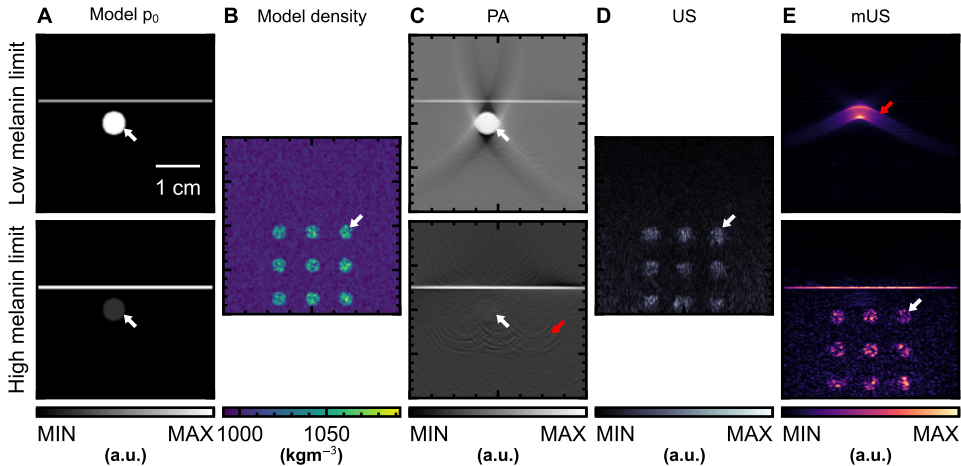 A Model p₀
B Model density
C PA
D US
E mUS
Low melanin limit
High melanin limit
1 cm
MIN MAX
(a.u.)
1000 1050
(kgm⁻³)
MIN MAX
(a.u.)
MIN MAX
(a.u.)
MIN MAX
(a.u.)